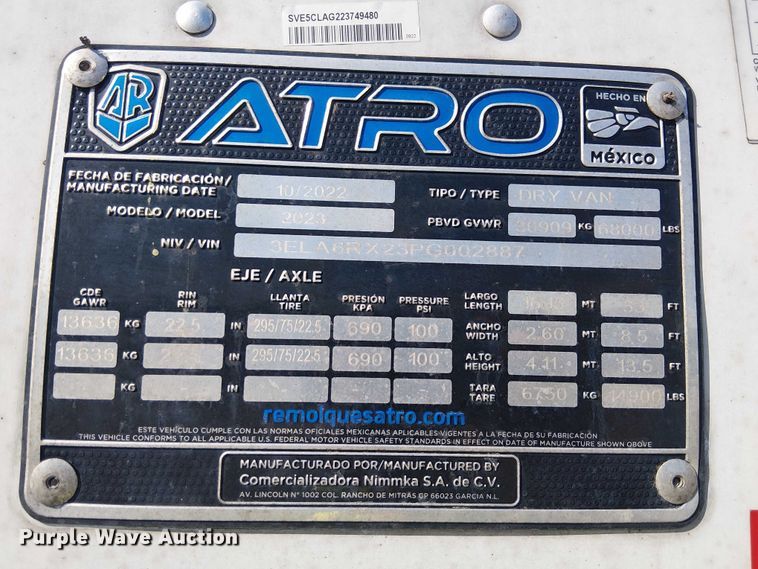 SVE5CLAG223749480
AR ATRO
HECHO EN
MÉXICO
FECHA DE FABRICACIÓN/
MANUFACTURING DATE 10/2022 TIPO / TYPE DRY VAN
MODELO / MODEL 2023 PBVD GVWR 30909 KG 68000 LBS
NIV / VIN 3ELA6RX23PG002887
EJE / AXLE
CDE GAWR RIN RIM LLANTA TIRE PRESIÓN KPA PRESSURE PSI LARGO LENGTH MT FT
13636 KG 22.5 IN 295/75/22.5 690 100 ANCHO WIDTH 2.60 MT 8.5 FT
13636 KG IN 295/75/22.5 690 100 ALTO HEIGHT 4.11 MT 13.5 FT
KG IN TARA TARE 6750 KG 14900 LBS
remolquesatro.com
ESTE VEHÍCULO CUMPLE CON LAS NORMAS OFICIALES MEXICANAS APLICABLES VIGENTES A LA FECHA DE SU FABRICACIÓN
THIS VEHICLE CONFORMS TO ALL APPLICABLE U.S. FEDERAL MOTOR VEHICLE SAFETY STANDARDS IN EFFECT ON DATE OF MANUFACTURE SHOWN ABOVE
MANUFACTURADO POR/MANUFACTURED BY
Comercializadora Nimmka S.A. de C.V.
AV. LINCOLN Nº 1002 COL. RANCHO DE MITRAS CP 66023 GARCIA N.L.
Purple Wave Auction